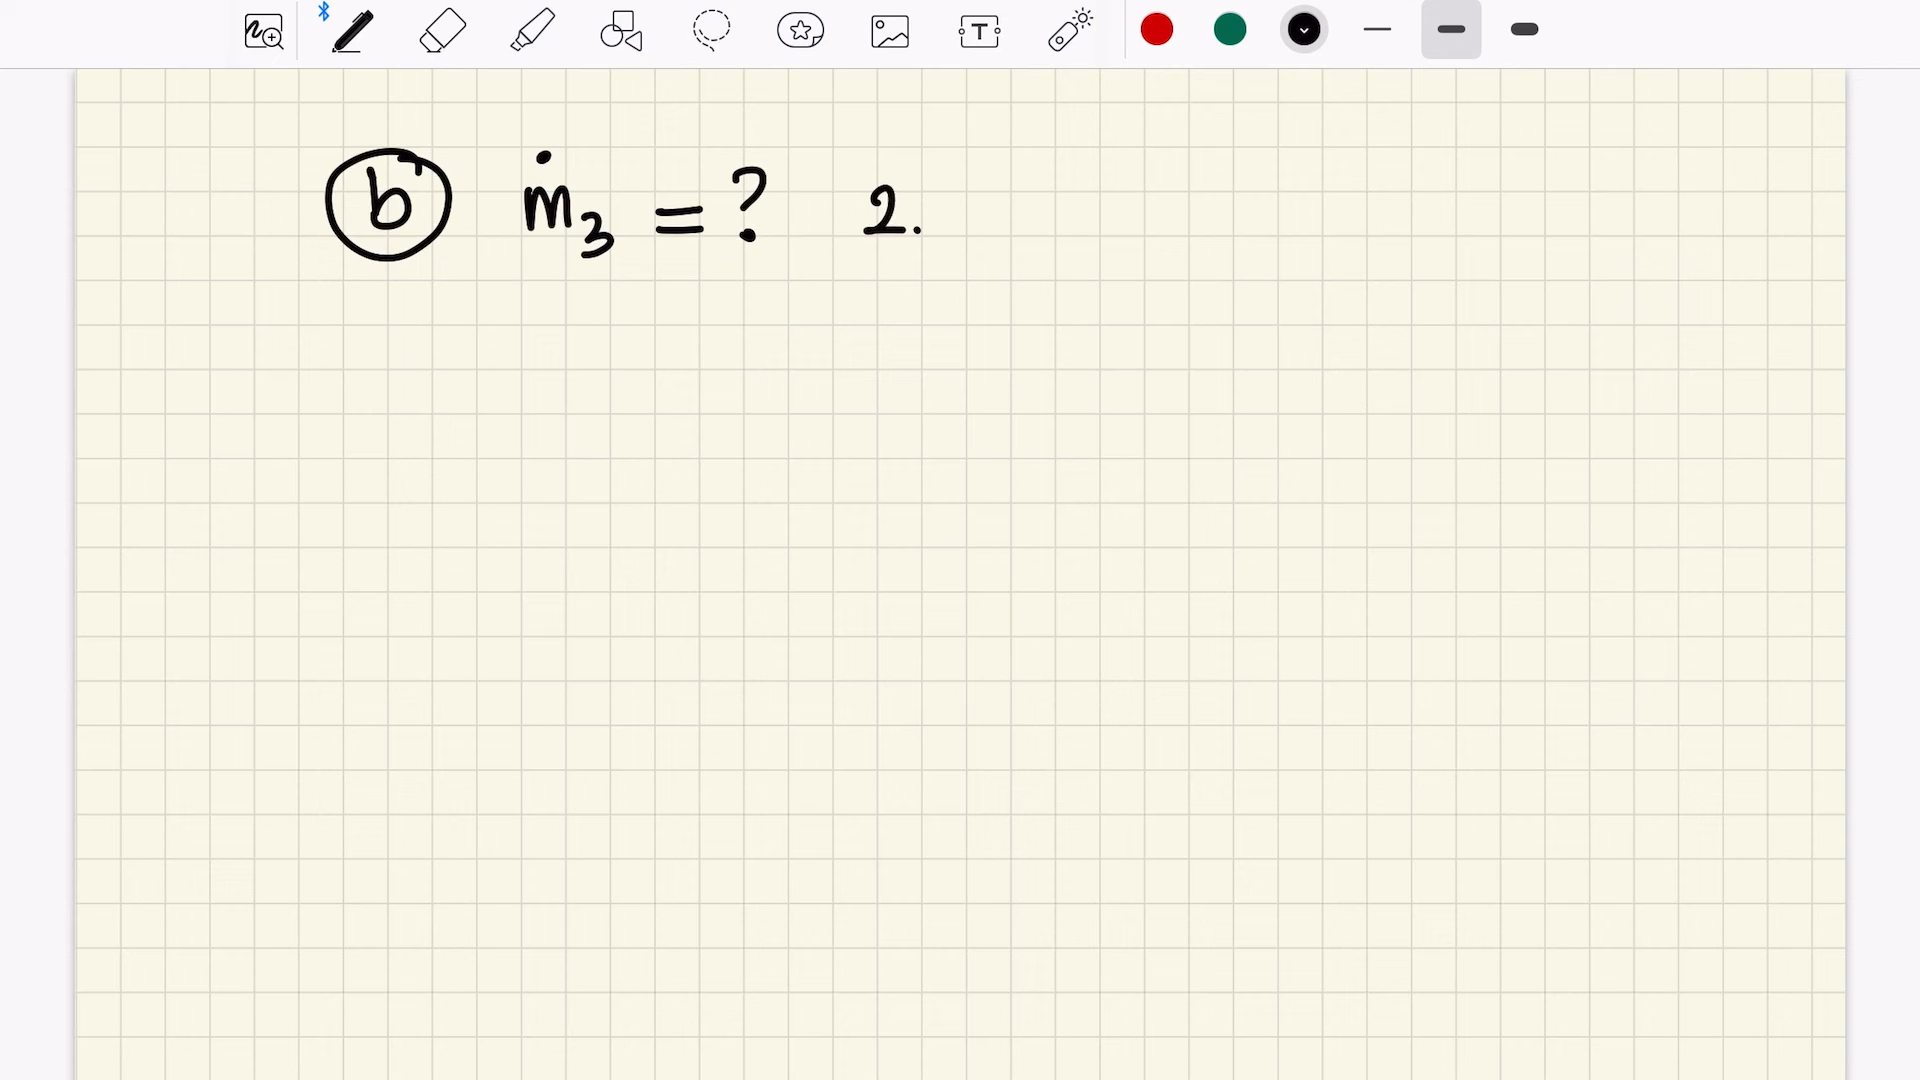 b ṁ₃ = ? 2.